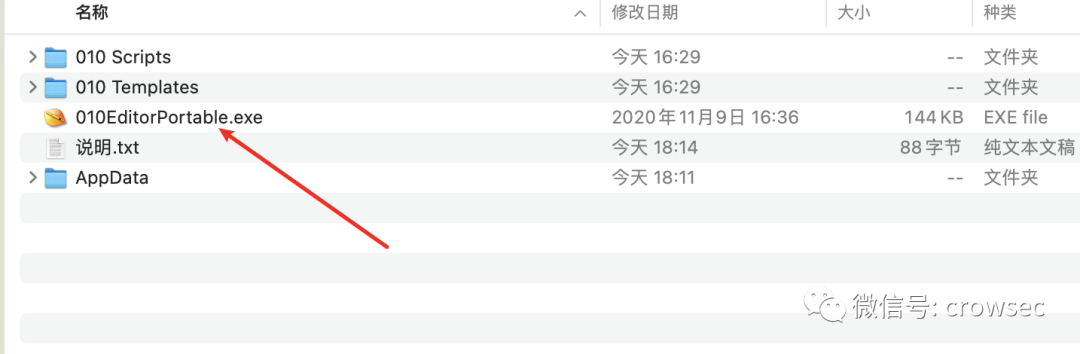 名称 修改日期 大小 种类
010 Scripts 今天 16:29 -- 文件夹
010 Templates 今天 16:29 -- 文件夹
010EditorPortable.exe 2020年11月9日 16:36 144 KB EXE file
说明.txt 今天 18:14 88 字节 纯文本文稿
AppData 今天 18:11 -- 文件夹
微信号: crowsec